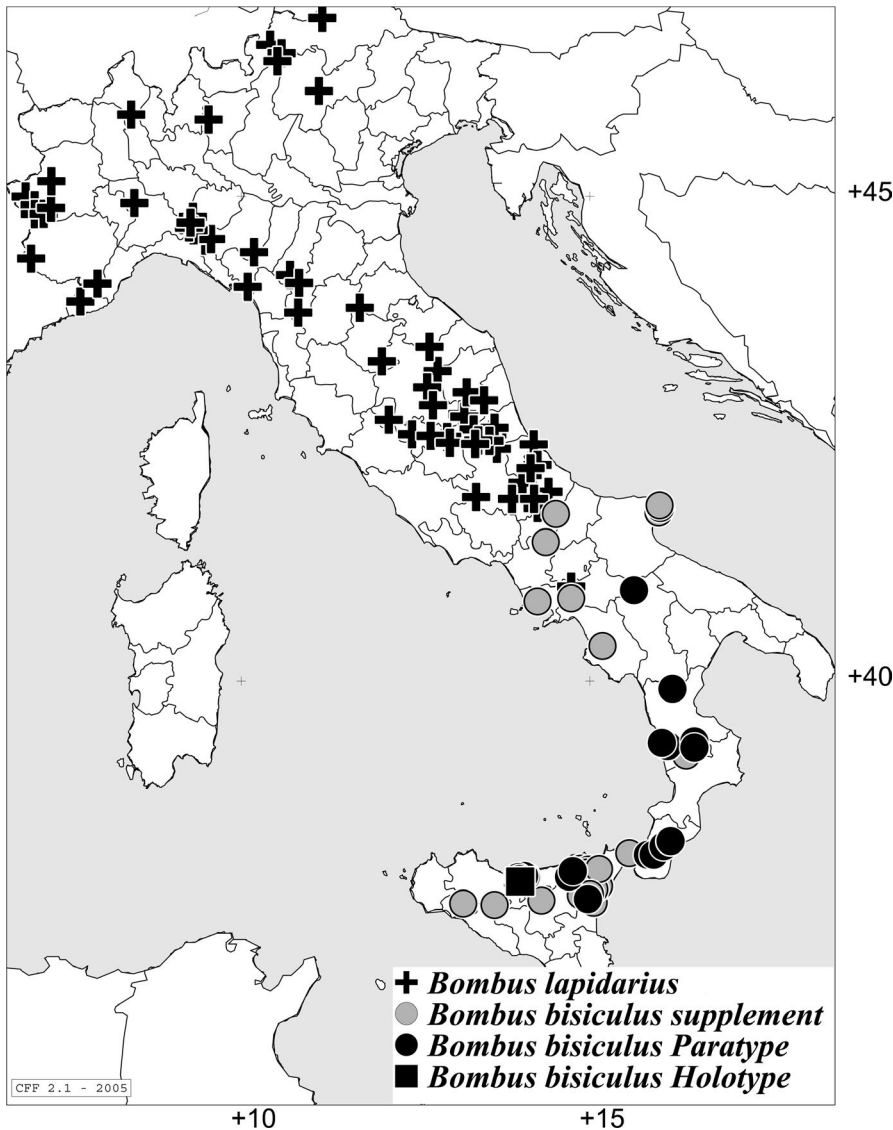 +45
+40
Bombus lapidarius
Bombus bisiculus supplement
Bombus bisiculus Paratype
Bombus bisiculus Holotype
CFF 2.1 - 2005
+10 +15